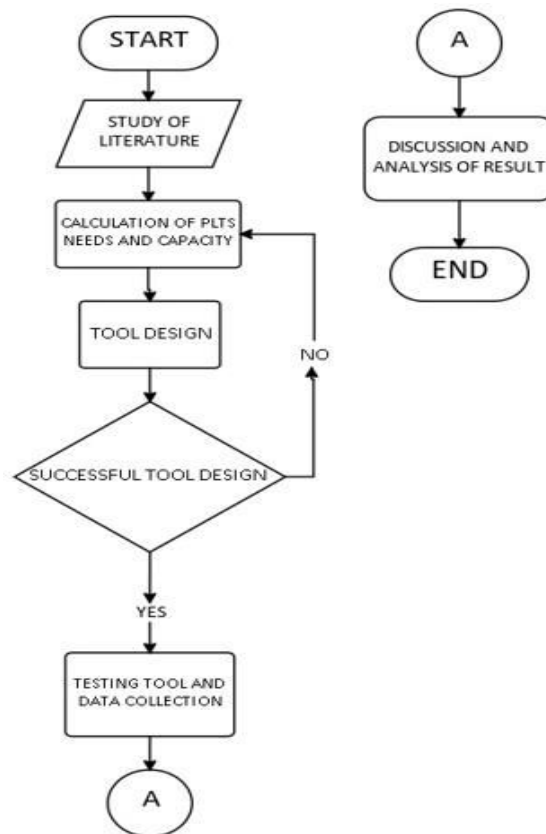 START
STUDY OF
LITERATURE
CALCULATION OF PLTS
NEEDS AND CAPACITY
TOOL DESIGN
NO
SUCCESSFUL TOOL DESIGN
YES
TESTING TOOL AND
DATA COLLECTION
A
A
DISCUSSION AND
ANALYSIS OF RESULT
END